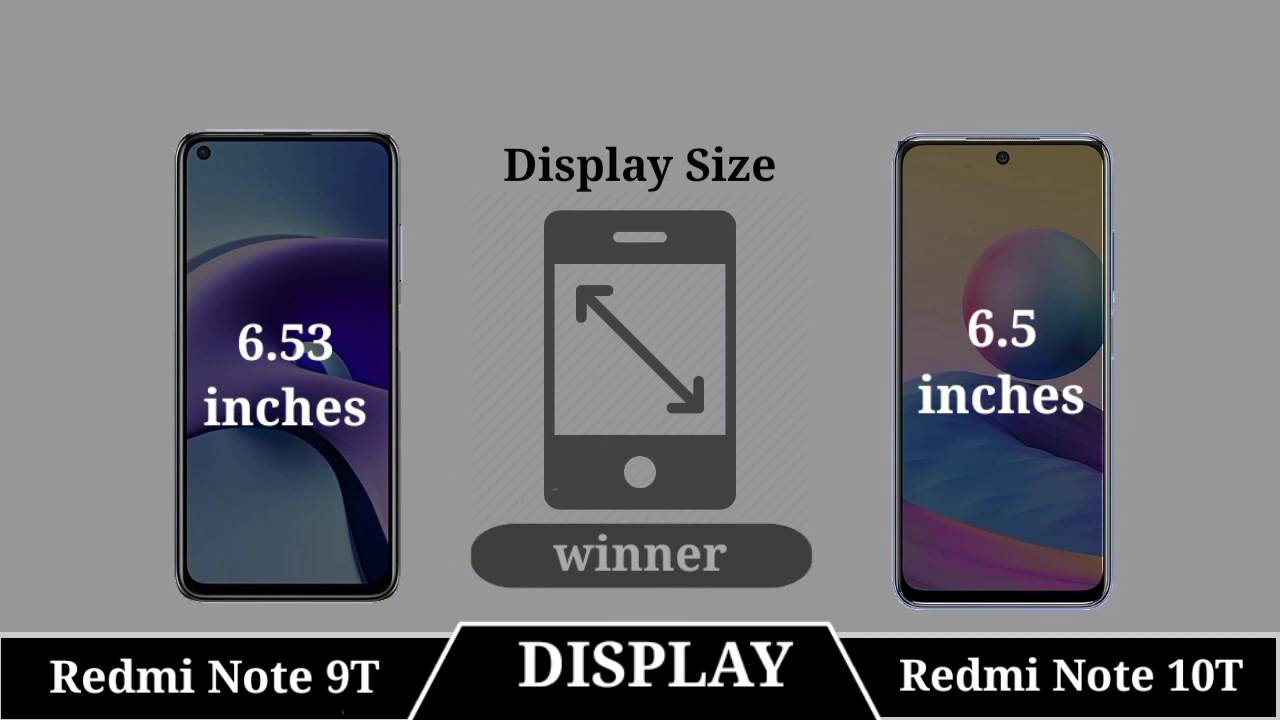 Display Size
6.53
inches
6.5
inches
winner
Redmi Note 9T
DISPLAY
Redmi Note 10T